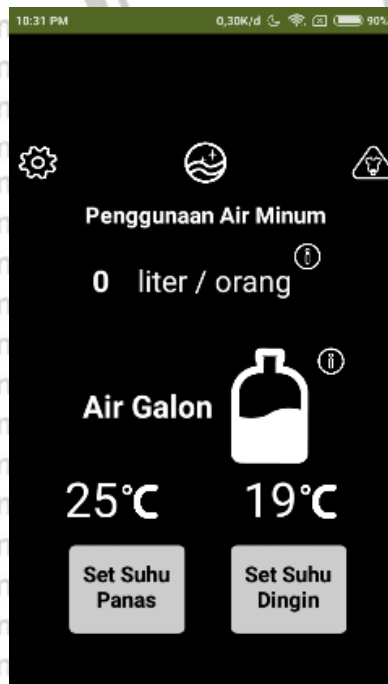 10:31 PM 0,30K/d 90%
Penggunaan Air Minum
0 liter / orang
Air Galon
25°C 19°C
Set Suhu Panas
Set Suhu Dingin